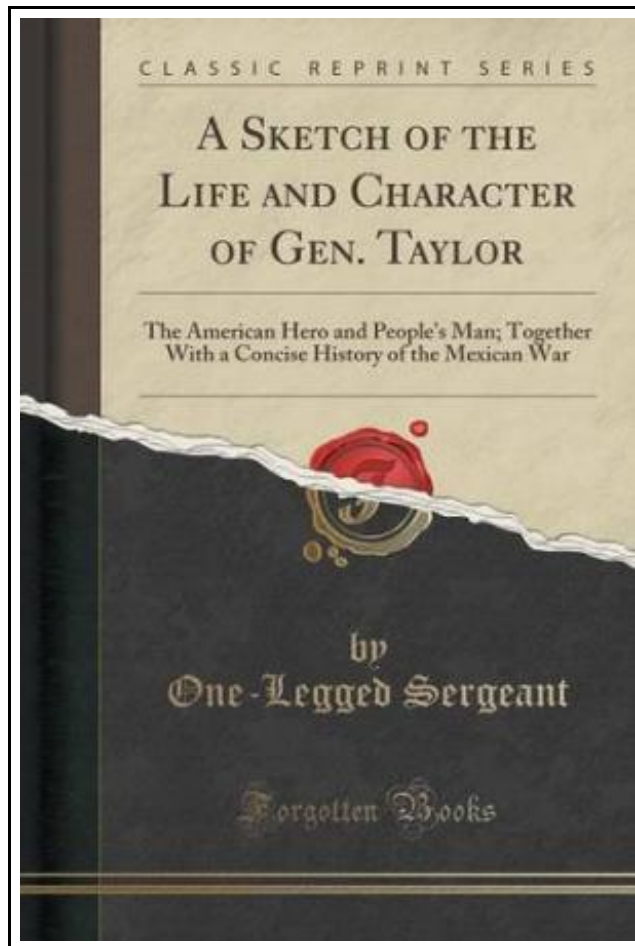 CLASSIC REPRINT SERIES
A SKETCH OF THE
LIFE AND CHARACTER
OF GEN. TAYLOR
The American Hero and People's Man; Together
With a Concise History of the Mexican War
by
One-Legged Sergeant
Forgotten Books